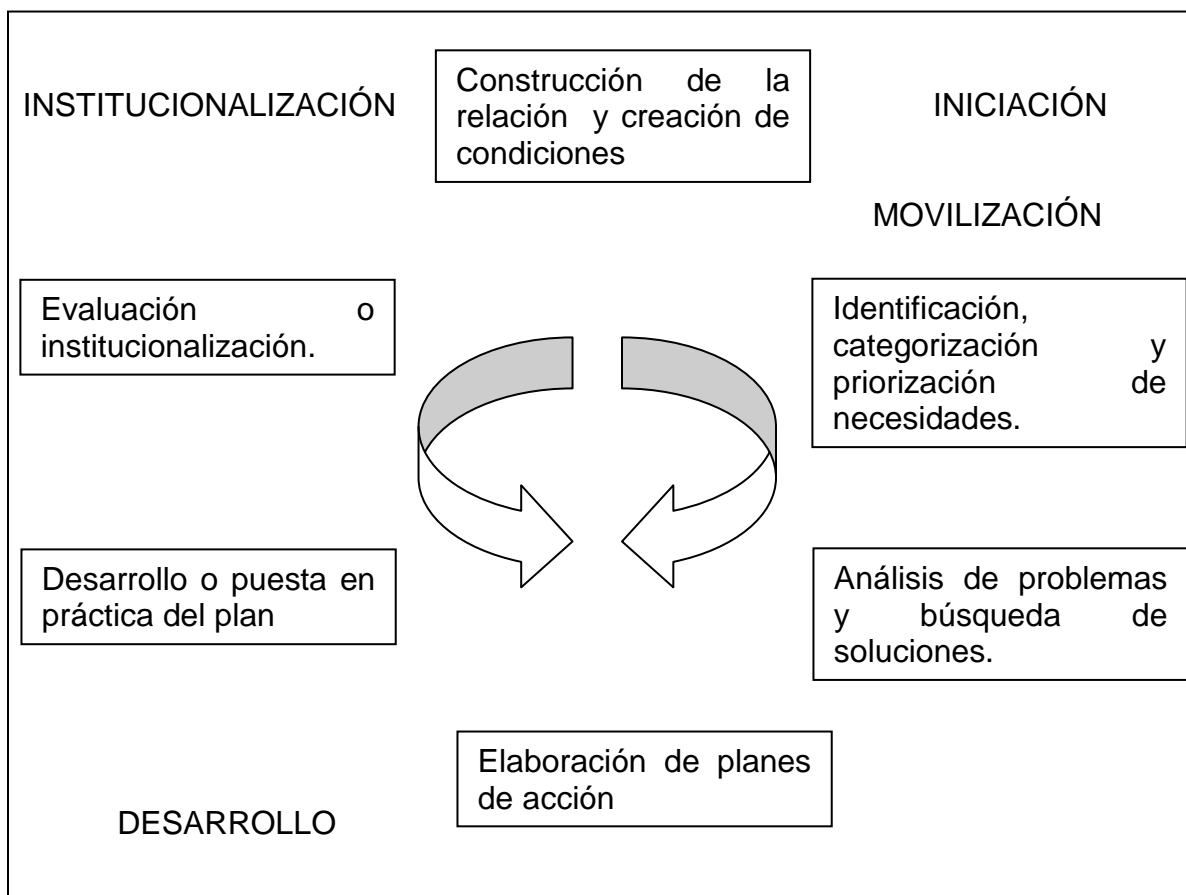 INSTITUCIONALIZACIÓN
Construcción de la
relación y creación de
condiciones
INICIACIÓN
MOVILIZACIÓN
Evaluación o
institucionalización.
Identificación,
categorización y
priorización de
necesidades.
Desarrollo o puesta en
práctica del plan
Análisis de problemas
y búsqueda de
soluciones.
Elaboración de planes
de acción
DESARROLLO